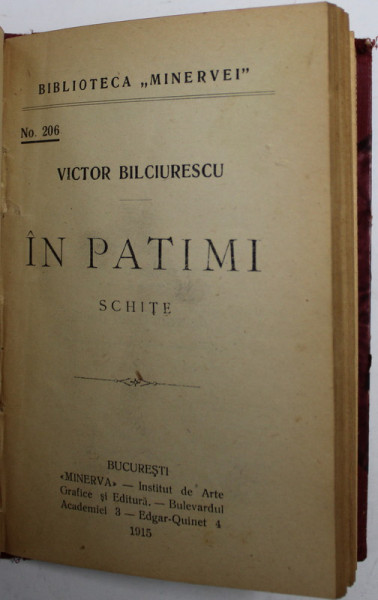 BIBLIOTECA „MINERVEI”
No. 206
VICTOR BILCIURESCU
ÎN PATIMI
SCHIȚE
BUCUREȘTI
«MINERVA» — Institut de Arte
Grafice și Editură, — Bulevardul
Academiei 3 — Edgar-Quinet 4
1915